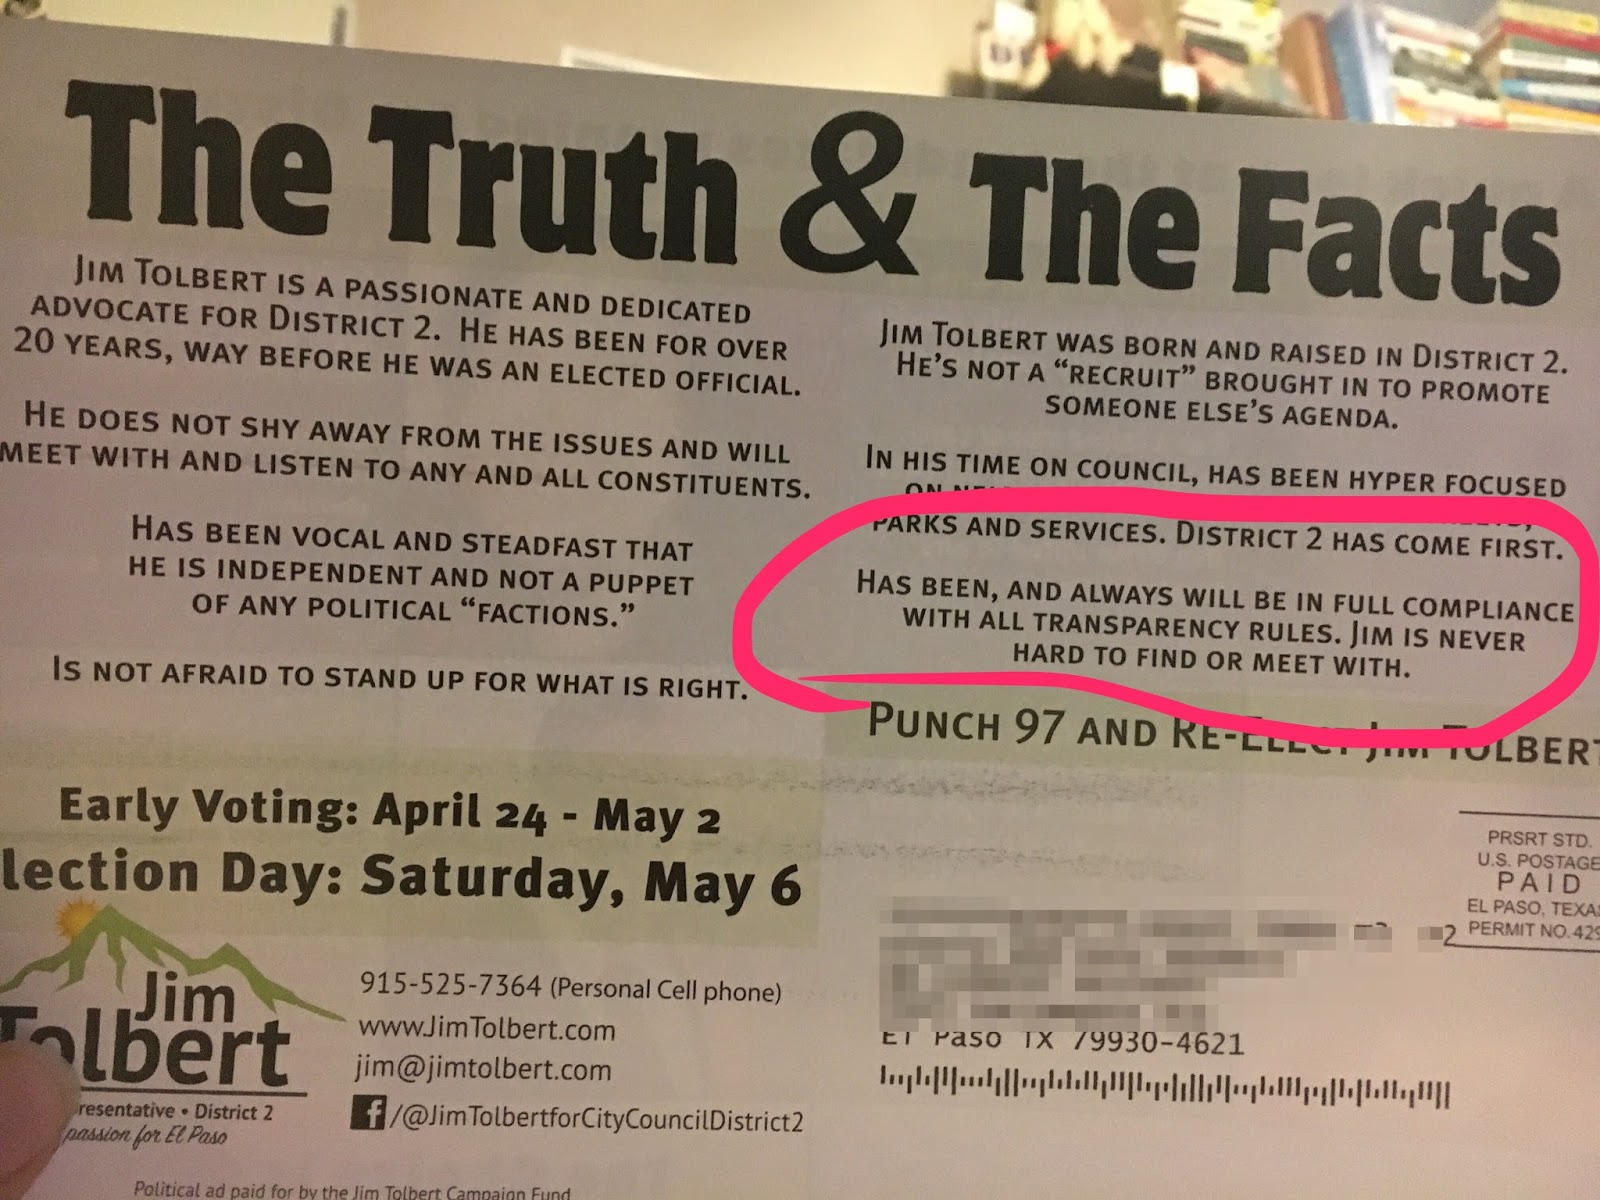 The Truth & The Facts
JIM TOLBERT IS A PASSIONATE AND DEDICATED
ADVOCATE FOR DISTRICT 2. HE HAS BEEN FOR OVER
20 YEARS, WAY BEFORE HE WAS AN ELECTED OFFICIAL.
HE DOES NOT SHY AWAY FROM THE ISSUES AND WILL
MEET WITH AND LISTEN TO ANY AND ALL CONSTITUENTS.
HAS BEEN VOCAL AND STEADFAST THAT
HE IS INDEPENDENT AND NOT A PUPPET
OF ANY POLITICAL “FACTIONS.”
IS NOT AFRAID TO STAND UP FOR WHAT IS RIGHT.
JIM TOLBERT WAS BORN AND RAISED IN DISTRICT 2.
HE’S NOT A “RECRUIT” BROUGHT IN TO PROMOTE
SOMEONE ELSE’S AGENDA.
IN HIS TIME ON COUNCIL, HAS BEEN HYPER FOCUSED
ON
PARKS AND SERVICES. DISTRICT 2 HAS COME FIRST.
HAS BEEN, AND ALWAYS WILL BE IN FULL COMPLIANCE
WITH ALL TRANSPARENCY RULES. JIM IS NEVER
HARD TO FIND OR MEET WITH.
PUNCH 97 AND RE-ELECT JIM TOLBERT
Early Voting: April 24 - May 2
lection Day: Saturday, May 6
Jim
Tolbert
resentative • District 2
passion for El Paso
915-525-7364 (Personal Cell phone)
www.JimTolbert.com
jim@jimtolbert.com
f/@JimTolbertforCityCouncilDistrict2
Political ad paid for by the Jim Tolbert Campaign Fund
PRSRT STD.
U.S. POSTAGE
PAID
EL PASO, TEXAS
PERMIT NO. 429
El Paso TX 79930-4621